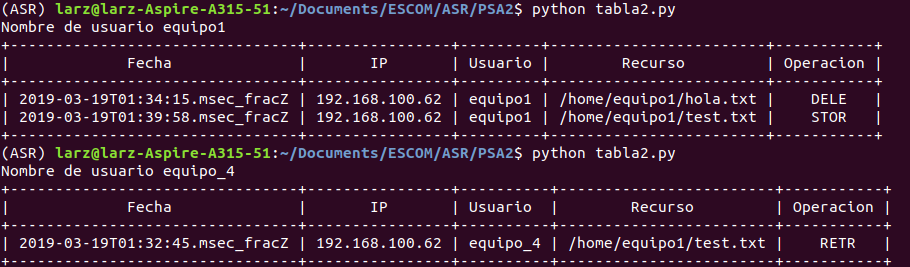 (ASR) larz@larz-Aspire-A315-51:~/Documents/ESCOM/ASR/PSA2$ python tabla2.py
Nombre de usuario equipo1
+-----------------------------+----------------+---------+------------------------+-----------+
| Fecha | IP | Usuario | Recurso | Operacion |
+-----------------------------+----------------+---------+------------------------+-----------+
| 2019-03-19T01:34:15.msec_fracZ | 192.168.100.62 | equipo1 | /home/equipo1/hola.txt | DELE |
| 2019-03-19T01:39:58.msec_fracZ | 192.168.100.62 | equipo1 | /home/equipo1/test.txt | STOR |
+-----------------------------+----------------+---------+------------------------+-----------+
(ASR) larz@larz-Aspire-A315-51:~/Documents/ESCOM/ASR/PSA2$ python tabla2.py
Nombre de usuario equipo_4
+-----------------------------+----------------+----------+------------------------+-----------+
| Fecha | IP | Usuario | Recurso | Operacion |
+-----------------------------+----------------+----------+------------------------+-----------+
| 2019-03-19T01:32:45.msec_fracZ | 192.168.100.62 | equipo_4 | /home/equipo1/test.txt | RETR |
+-----------------------------+----------------+----------+------------------------+-----------+